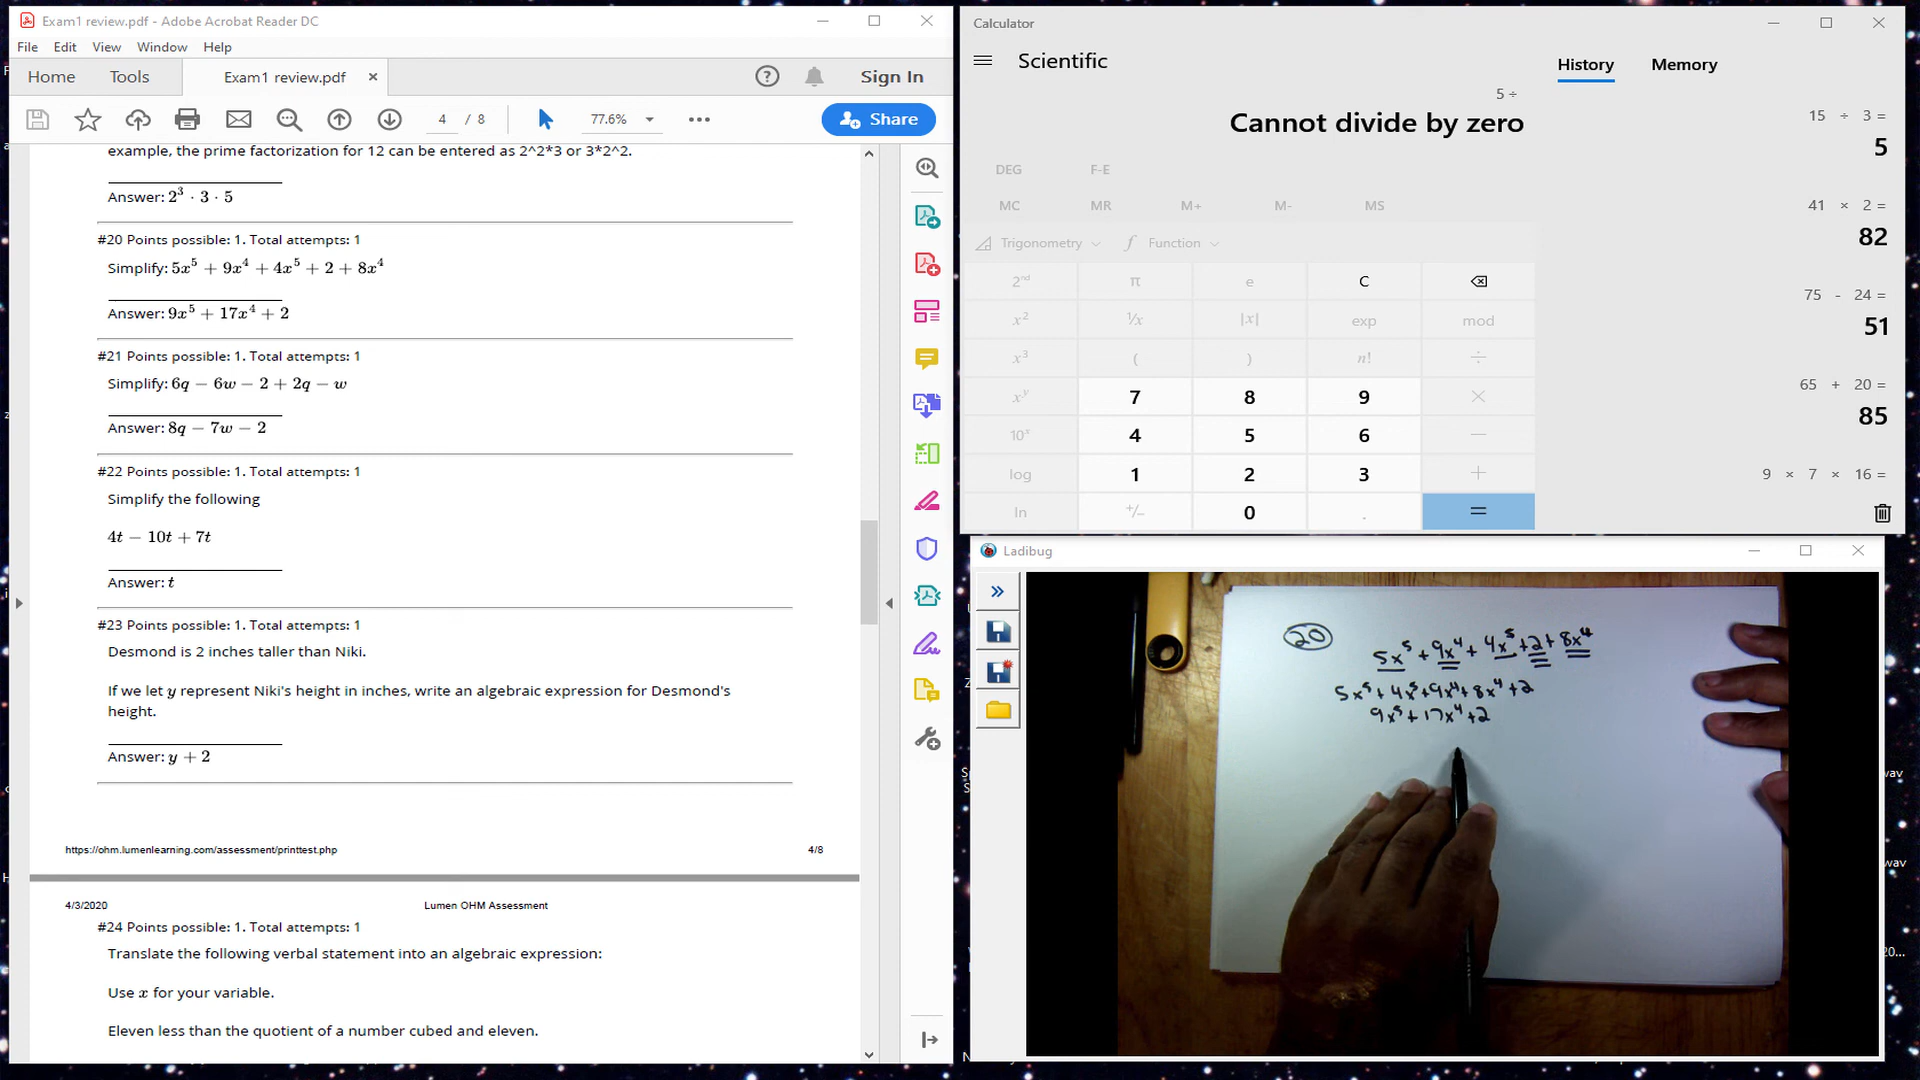 Exam1 review.pdf - Adobe Acrobat Reader DC
File Edit View Window Help
Home Tools Exam1 review.pdf × Sign In
4 / 8 77.6% Share
example, the prime factorization for 12 can be entered as 2^2*3 or 3*2^2.
Answer: 2³ · 3 · 5
#20 Points possible: 1. Total attempts: 1
Simplify: 5x⁵ + 9x⁴ + 4x⁵ + 2 + 8x⁴
Answer: 9x⁵ + 17x⁴ + 2
#21 Points possible: 1. Total attempts: 1
Simplify: 6q − 6w − 2 + 2q − w
Answer: 8q − 7w − 2
#22 Points possible: 1. Total attempts: 1
Simplify the following
4t − 10t + 7t
Answer: t
#23 Points possible: 1. Total attempts: 1
Desmond is 2 inches taller than Niki.
If we let y represent Niki's height in inches, write an algebraic expression for Desmond's
height.
Answer: y + 2
https://ohm.lumenlearning.com/assessment/printtest.php 4/8
4/3/2020 Lumen OHM Assessment
#24 Points possible: 1. Total attempts: 1
Translate the following verbal statement into an algebraic expression:
Use x for your variable.
Eleven less than the quotient of a number cubed and eleven.
Calculator
Scientific
History Memory
5 ÷
Cannot divide by zero
DEG F-E
MC MR M+ M- MS
Trigonometry f Function
2ⁿᵈ π e C
x² ¹/x |x| exp mod
x³ ( ) n! ÷
xʸ 7 8 9 ×
10ˣ 4 5 6 −
log 1 2 3 +
ln +/− 0 . =
15 ÷ 3 =
5
41 × 2 =
82
75 - 24 =
51
65 + 20 =
85
9 × 7 × 16 =
Ladibug
20
5x⁵ + 9x⁴ + 4x⁵ + 2 + 8x⁴
5x⁵ + 4x⁵ + 9x⁴ + 8x⁴ + 2
9x⁵ + 17x⁴ + 2
wav
wav
20...